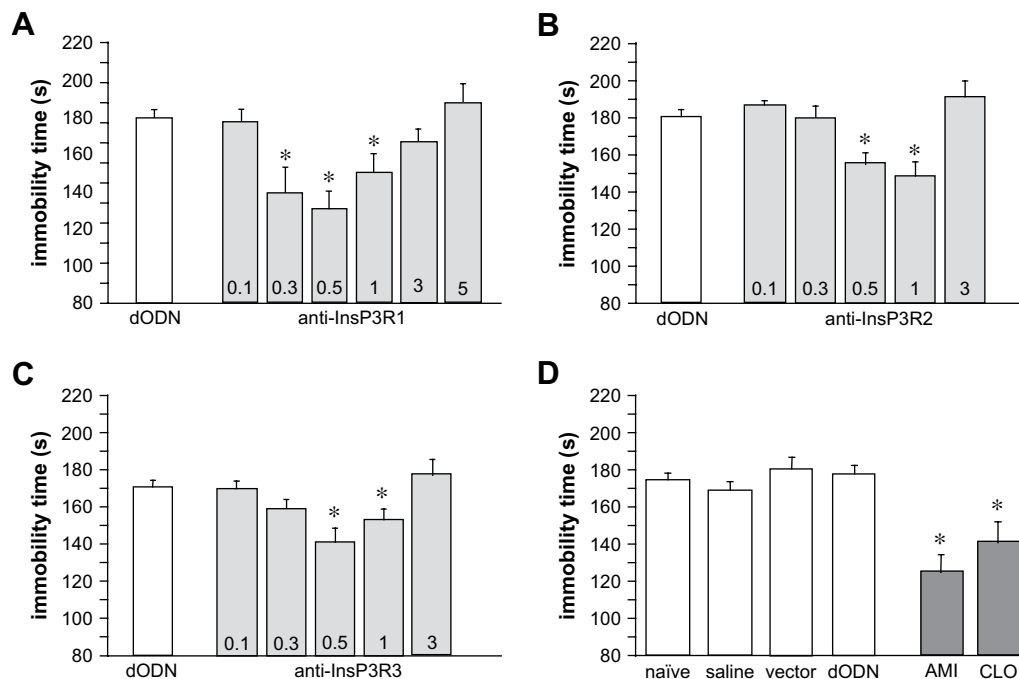 A
immobility time (s)
220
200
180
160
140
120
100
80
* * *
0.1 0.3 0.5 1 3 5
dODN anti-InsP3R1
B
immobility time (s)
220
200
180
160
140
120
100
80
* *
0.1 0.3 0.5 1 3
dODN anti-InsP3R2
C
immobility time (s)
220
200
180
160
140
120
100
80
* *
0.1 0.3 0.5 1 3
dODN anti-InsP3R3
D
immobility time (s)
220
200
180
160
140
120
100
80
* *
naïve saline vector dODN AMI CLO